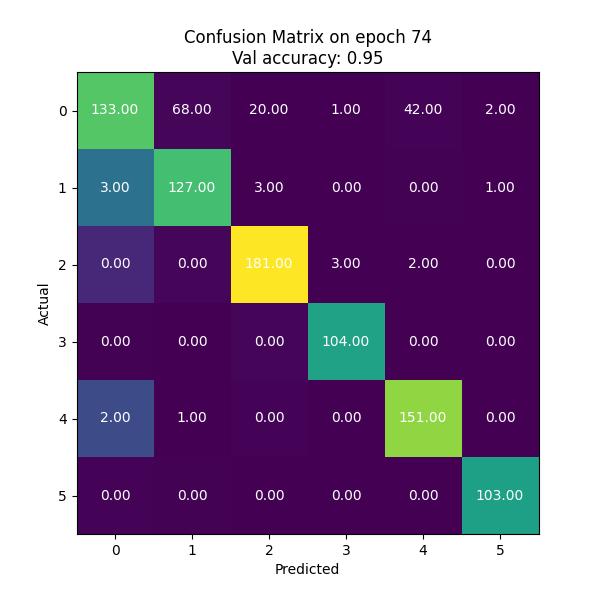 Confusion Matrix on epoch 74
Val accuracy: 0.95
0 133.00 68.00 20.00 1.00 42.00 2.00
1 3.00 127.00 3.00 0.00 0.00 1.00
2 0.00 0.00 181.00 3.00 2.00 0.00
3 0.00 0.00 0.00 104.00 0.00 0.00
4 2.00 1.00 0.00 0.00 151.00 0.00
5 0.00 0.00 0.00 0.00 0.00 103.00
0 1 2 3 4 5
Actual
Predicted